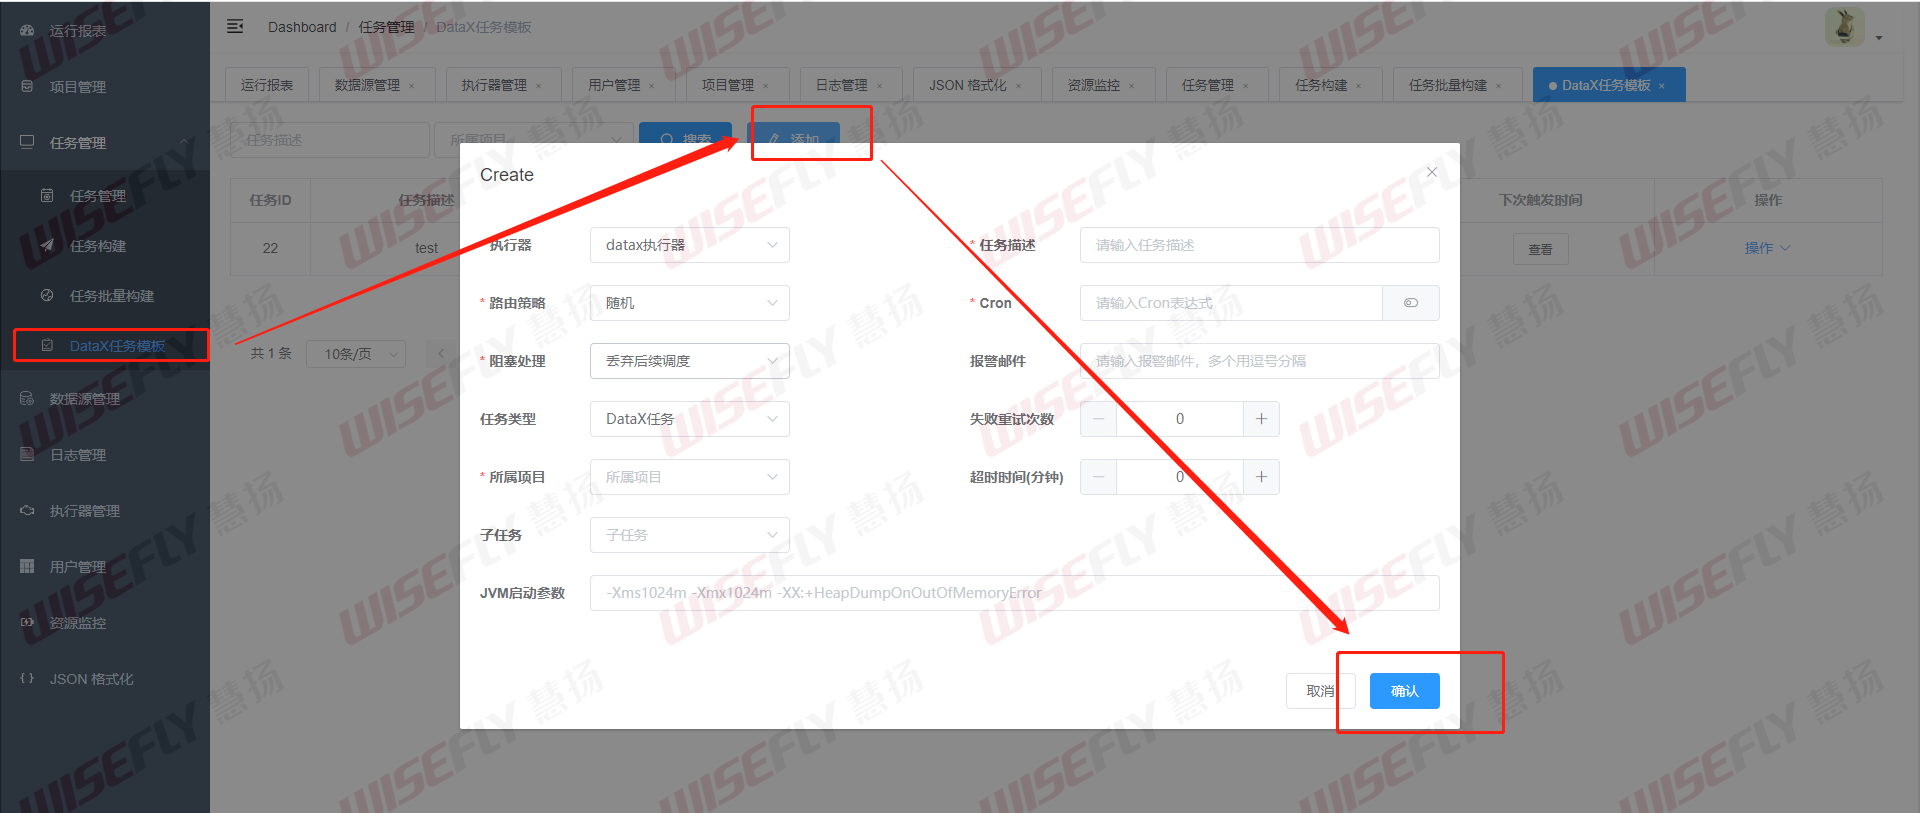 运行报表
项目管理
任务管理
任务管理
任务构建
任务批量构建
DataX任务模板
数据源管理
日志管理
执行器管理
用户管理
资源监控
JSON 格式化
Dashboard / 任务管理 / DataX任务模板
运行报表 数据源管理 × 执行器管理 × 用户管理 × 项目管理 × 日志管理 × JSON 格式化 × 资源监控 × 任务管理 × 任务构建 × 任务批量构建 × DataX任务模板 ×
任务描述 所属项目 搜索 添加
任务ID 任务描述 下次触发时间 操作
22 test 查看 操作
共 1 条 10条/页
Create
执行器 datax执行器 * 任务描述 请输入任务描述
* 路由策略 随机 * Cron 请输入Cron表达式
* 阻塞处理 丢弃后续调度 报警邮件 请输入报警邮件，多个用逗号分隔
任务类型 DataX任务 失败重试次数 0
* 所属项目 所属项目 超时时间(分钟) 0
子任务 子任务
JVM启动参数 -Xms1024m -Xmx1024m -XX:+HeapDumpOnOutOfMemoryError
取消 确认
WISEFLY 慧扬